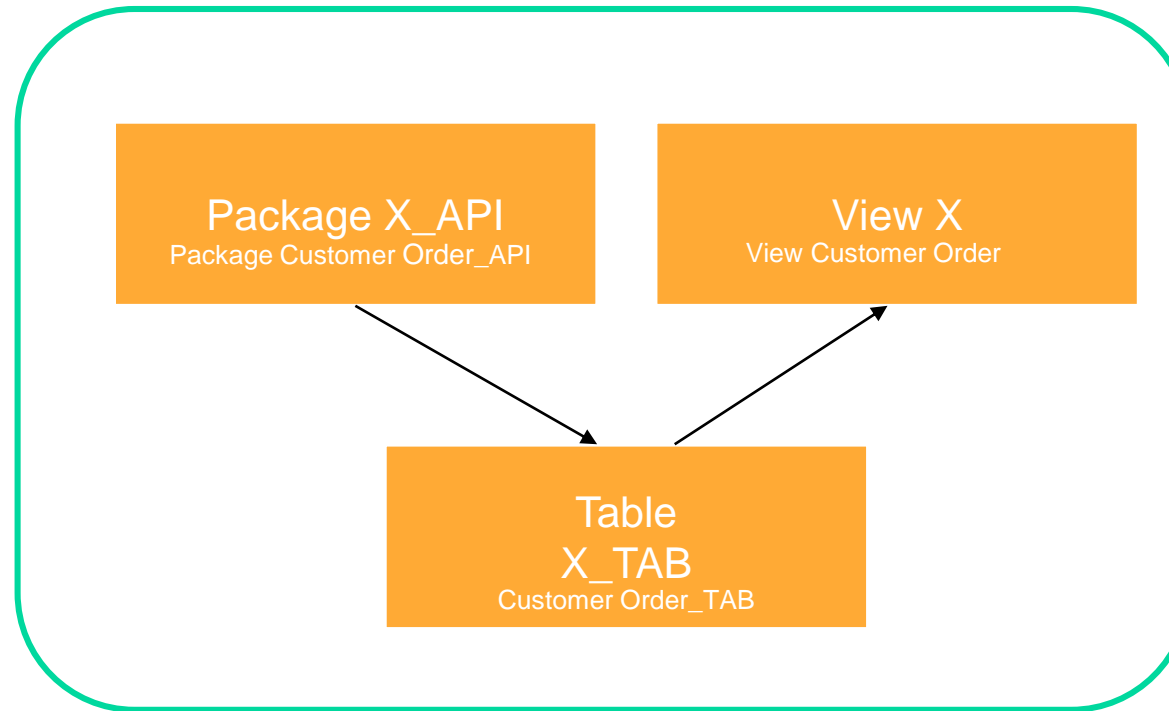 Package X_API
Package Customer Order_API
View X
View Customer Order
Table
X_TAB
Customer Order_TAB